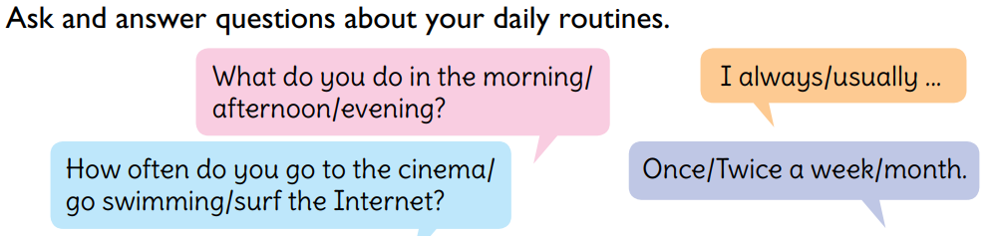 Ask and answer questions about your daily routines.
What do you do in the morning/
afternoon/evening?
I always/usually ...
How often do you go to the cinema/
go swimming/surf the Internet?
Once/Twice a week/month.